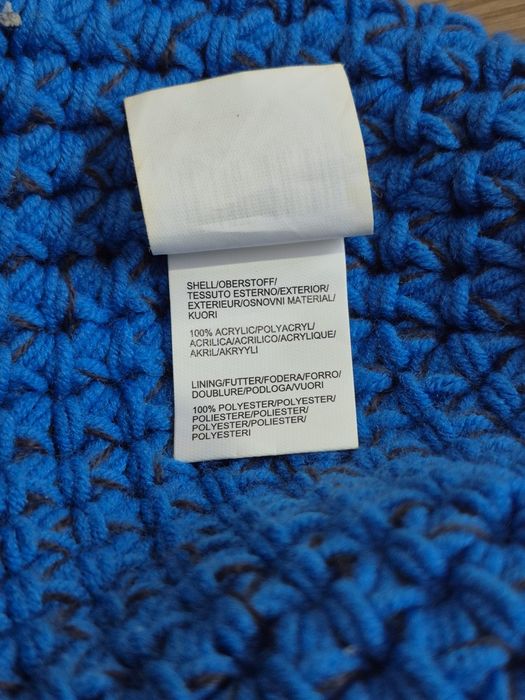 SHELL/OBERSTOFF/
TESSUTO ESTERNO/EXTERIOR/
EXTERIEUR/OSNOVNI MATERIAL/
KUORI
100% ACRYLIC/POLYACRYL/
ACRILICA/ACRILICO/ACRYLIQUE/
AKRIL/AKRYYLI
LINING/FUTTER/FODERA/FORRO/
DOUBLURE/PODLOGA/VUORI
100% POLYESTER/POLYESTER/
POLIESTERE/POLIESTER/
POLYESTER/POLIESTER/
POLYESTERI